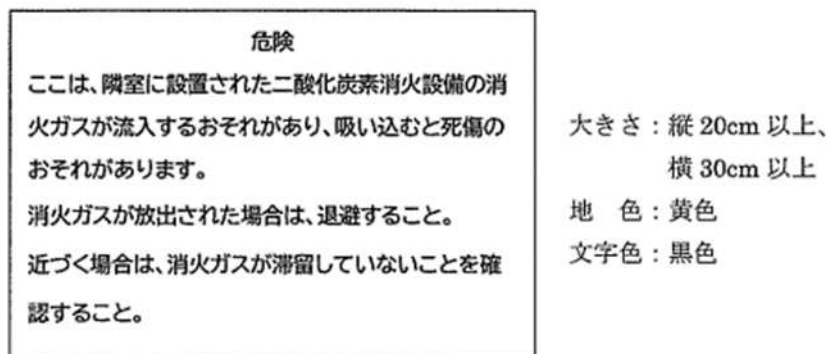 危険
ここは、隣室に設置された二酸化炭素消火設備の消
火ガスが流入するおそれがあり、吸い込むと死傷の
おそれがあります。
消火ガスが放出された場合は、退避すること。
近づく場合は、消火ガスが滞留していないことを確
認すること。
大きさ：縦 20cm 以上、
横 30cm 以上
地　色：黄色
文字色：黒色